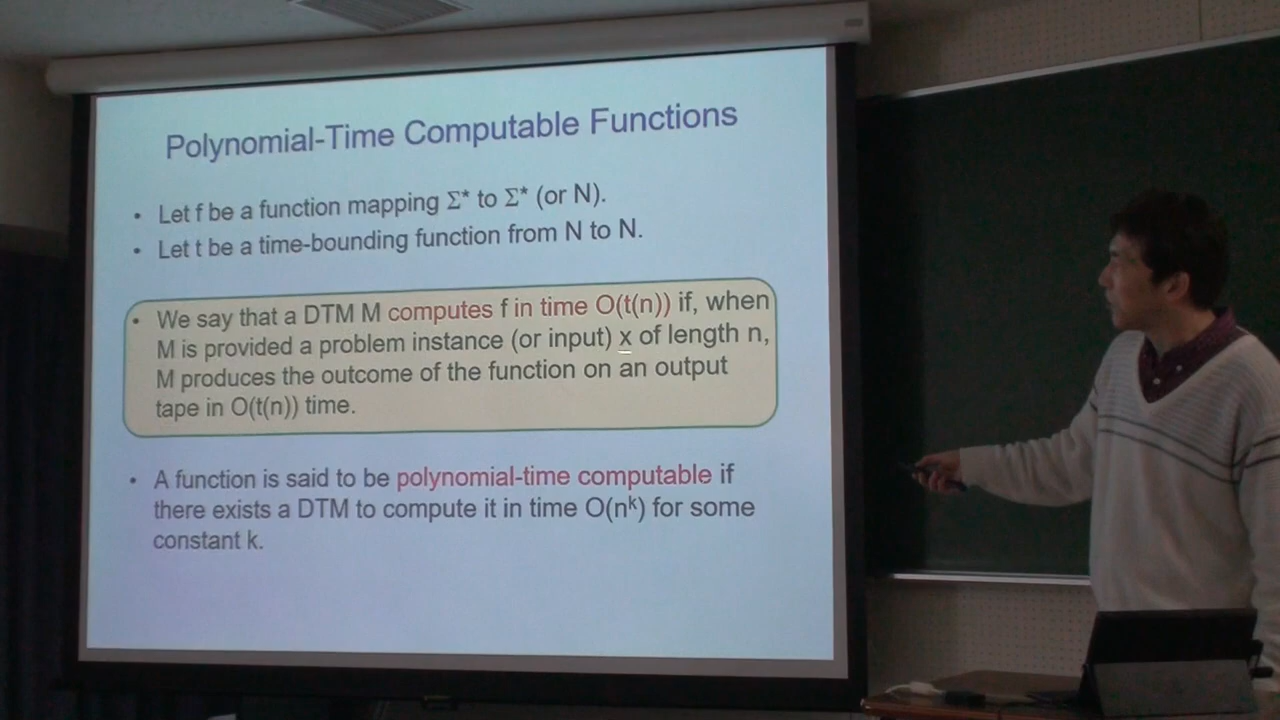 Polynomial-Time Computable Functions
• Let f be a function mapping Σ* to Σ* (or N).
• Let t be a time-bounding function from N to N.
• We say that a DTM M computes f in time O(t(n)) if, when
M is provided a problem instance (or input) x of length n,
M produces the outcome of the function on an output
tape in O(t(n)) time.
• A function is said to be polynomial-time computable if
there exists a DTM to compute it in time O(nᵏ) for some
constant k.